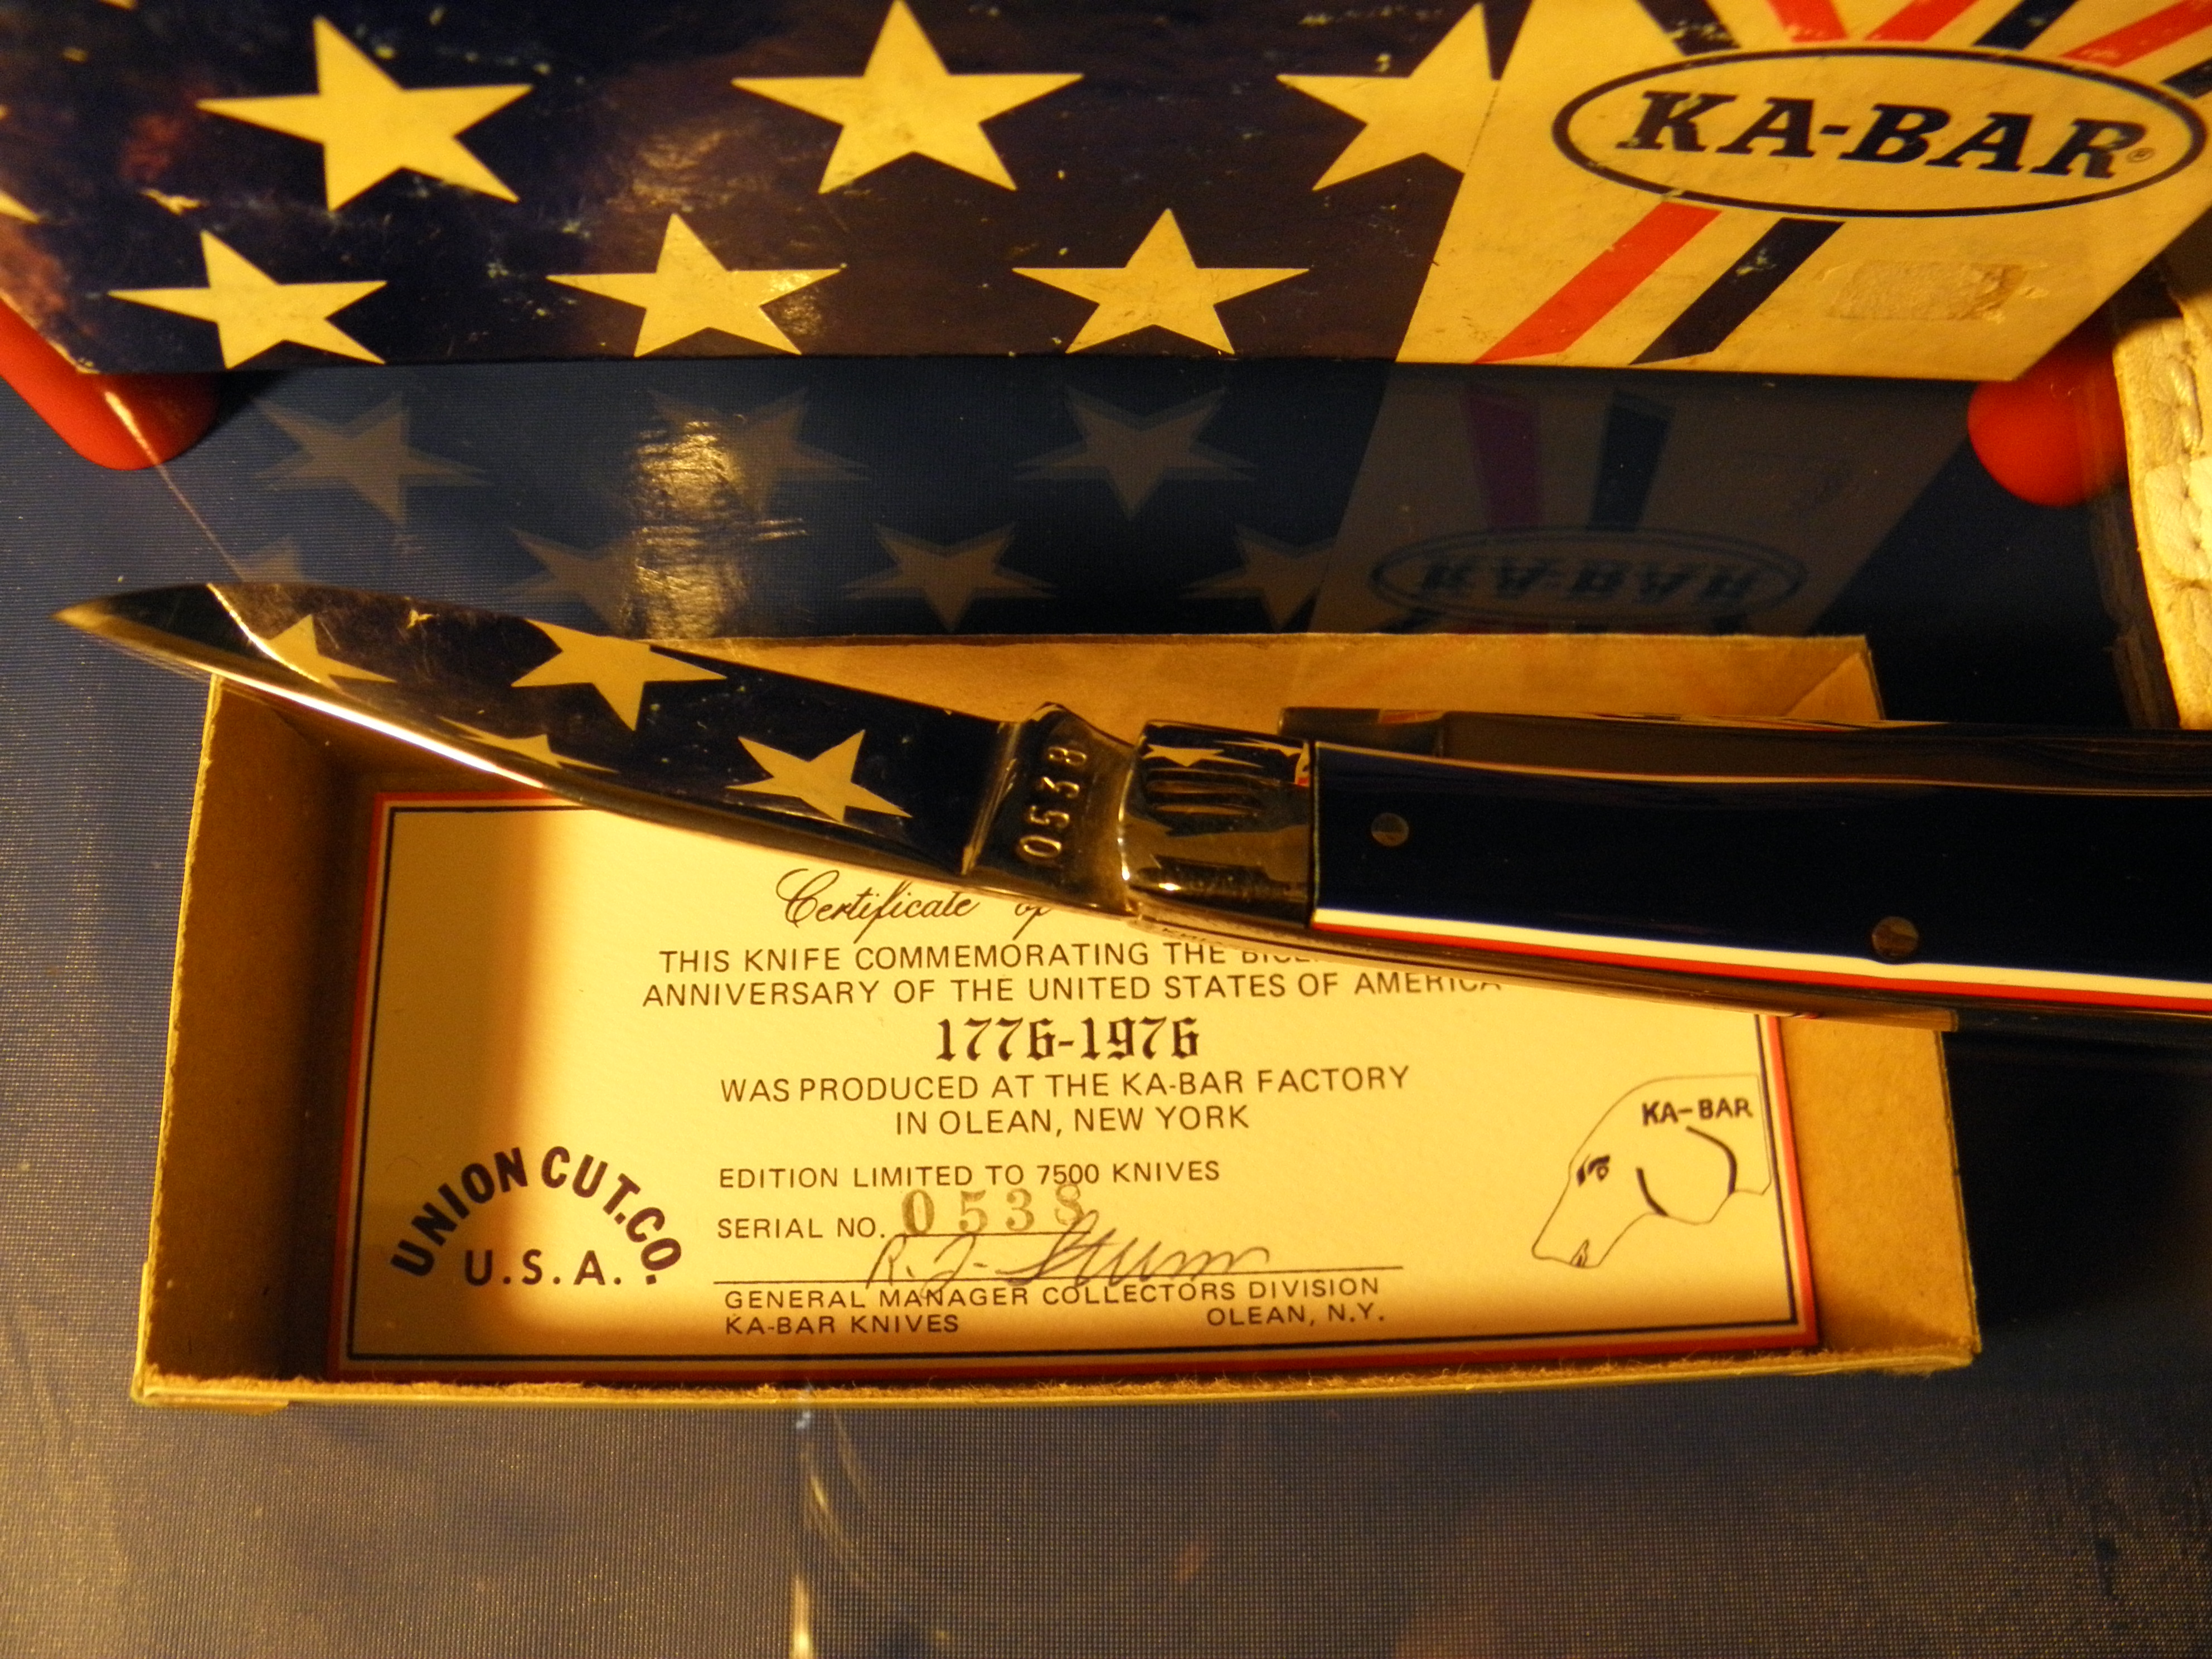 KA-BAR®
0538
Certificate of
THIS KNIFE COMMEMORATING THE
ANNIVERSARY OF THE UNITED STATES OF AMERICA
1776-1976
WAS PRODUCED AT THE KA-BAR FACTORY
IN OLEAN, NEW YORK
KA-BAR
EDITION LIMITED TO 7500 KNIVES
SERIAL NO. 0538
UNION CUT. CO.
U.S.A.
R. J. Stumm
GENERAL MANAGER COLLECTORS DIVISION
KA-BAR KNIVES OLEAN, N.Y.